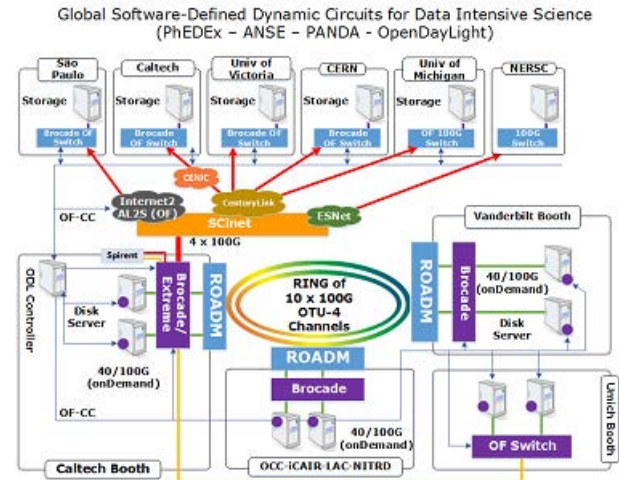 Global Software-Defined Dynamic Circuits for Data Intensive Science
(PhEDEx – ANSE – PANDA - OpenDayLight)
São
Paulo
Storage
Brocade OF
Switch
Caltech
Storage
Brocade
OF Switch
Univ of
Victoria
Storage
Brocade OF
Switch
CERN
Storage
Brocade
OF Switch
Univ of
Michigan
Storage
OF 100G
Switch
NERSC
Storage
100G
Switch
CENIC
Internet2
AL2S (OF)
CenturyLink
ESNet
SCinet
4 x 100G
OF-CC
Spirent
ODL Controller
Disk
Server
Brocade/
Extreme
ROADM
40/100G
(onDemand)
OF-CC
Caltech Booth
RING of
10 x 100G
OTU-4
Channels
ROADM
Brocade
40/100G
(onDemand)
OCC-iCAIR-LAC-NITRD
Vanderbilt Booth
ROADM
Brocade
40/100G
(onDemand)
Disk
Server
Umich Booth
OF Switch